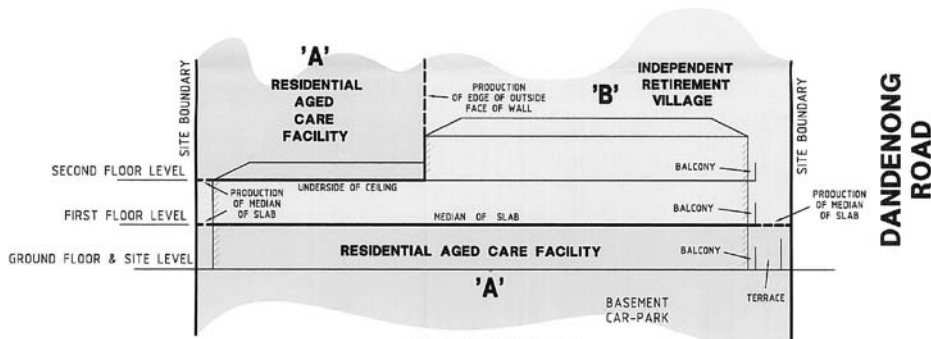 'A'
RESIDENTIAL
AGED
CARE
FACILITY
SITE BOUNDARY
PRODUCTION
OF EDGE OF OUTSIDE
FACE OF WALL
'B'
INDEPENDENT
RETIREMENT
VILLAGE
SITE BOUNDARY
DANDENONG
ROAD
SECOND FLOOR LEVEL
BALCONY
PRODUCTION
OF MEDIAN
OF SLAB
UNDERSIDE OF CEILING
PRODUCTION
OF MEDIAN
OF SLAB
FIRST FLOOR LEVEL
MEDIAN OF SLAB
BALCONY
GROUND FLOOR & SITE LEVEL
RESIDENTIAL AGED CARE FACILITY
BALCONY
'A'
TERRACE
BASEMENT
CAR-PARK